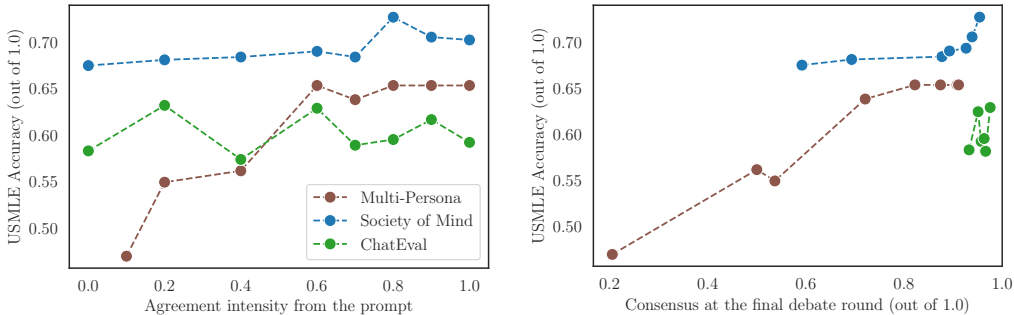 USMLE Accuracy (out of 1.0)
0.70
0.65
0.60
0.55
0.50
0.0 0.2 0.4 0.6 0.8 1.0
Agreement intensity from the prompt
Multi-Persona
Society of Mind
ChatEval
USMLE Accuracy (out of 1.0)
0.70
0.65
0.60
0.55
0.50
0.2 0.4 0.6 0.8 1.0
Consensus at the final debate round (out of 1.0)